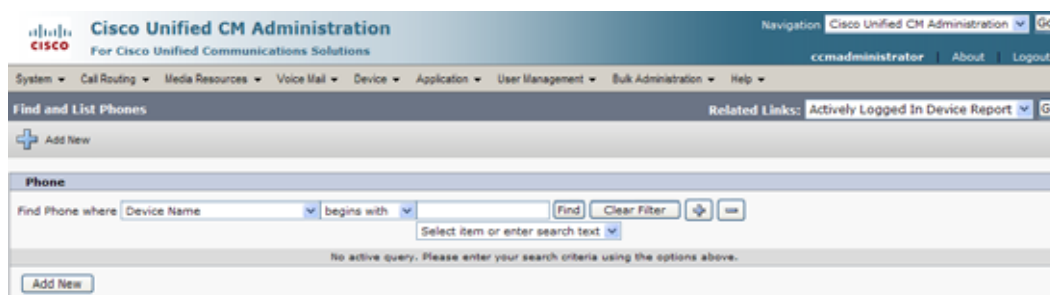 Cisco Unified CM Administration
Navigation Cisco Unified CM Administration Go
CISCO
For Cisco Unified Communications Solutions
ccmadministrator | About | Logout
System Call Routing Media Resources Voice Mail Device Application User Management Bulk Administration Help
Find and List Phones
Related Links: Actively Logged In Device Report G
Add New
Phone
Find Phone where Device Name begins with Find Clear Filter
Select item or enter search text
No active query. Please enter your search criteria using the options above.
Add New